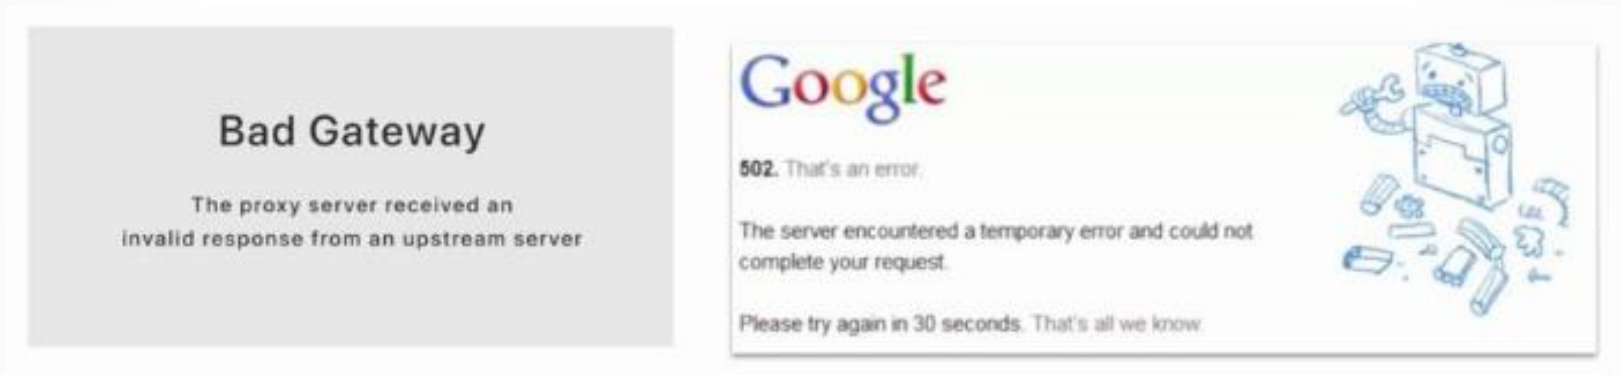 Bad Gateway
The proxy server received an
invalid response from an upstream server
Google
502. That's an error.
The server encountered a temporary error and could not
complete your request.
Please try again in 30 seconds. That's all we know.